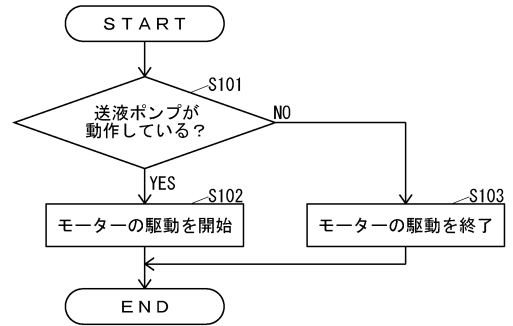 START
S101
送液ポンプが
動作している？
NO
YES
S102
モーターの駆動を開始
S103
モーターの駆動を終了
END